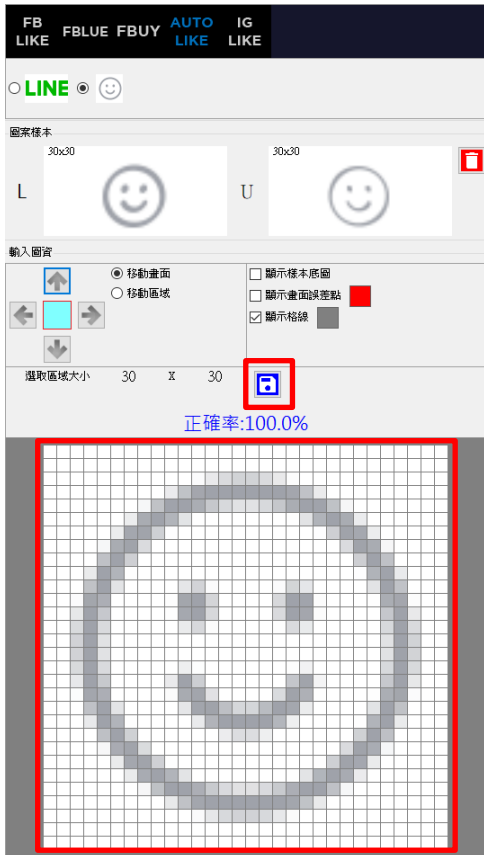 FB LIKE FBLUE FBUY AUTO LIKE IG LIKE
LINE
圖案樣本
L 30x30 U 30x30
輸入圖資
移動畫面
移動區域
顯示樣本底圖
顯示畫面誤差點
顯示格線
選取區域大小 30 X 30
正確率:100.0%